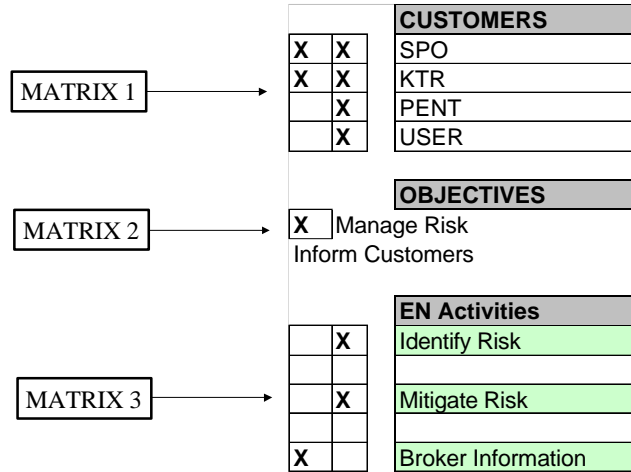 CUSTOMERS
X X SPO
MATRIX 1
X X KTR
X PENT
X USER
OBJECTIVES
MATRIX 2
X Manage Risk
Inform Customers
EN Activities
X Identify Risk
MATRIX 3
X Mitigate Risk
X Broker Information